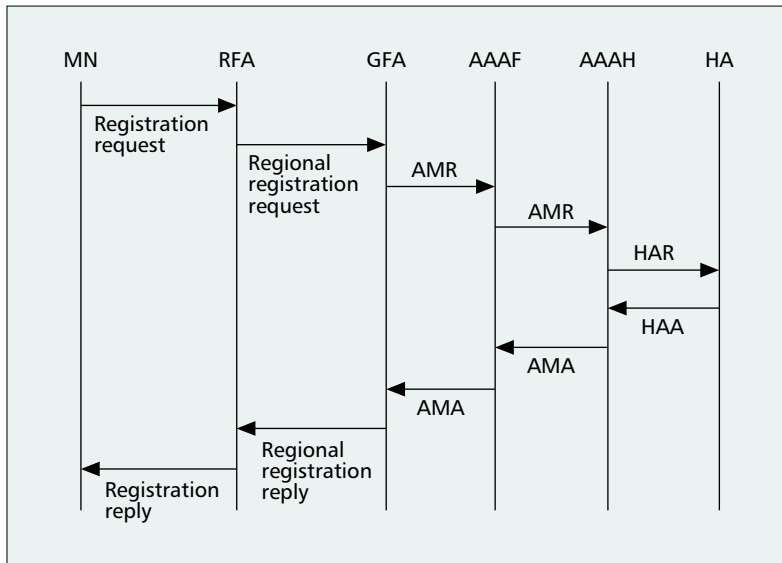 MN RFA GFA AAAF AAAH HA
Registration
request
Regional
registration
request
AMR
AMR
HAR
HAA
AMA
AMA
Regional
registration
reply
Registration
reply